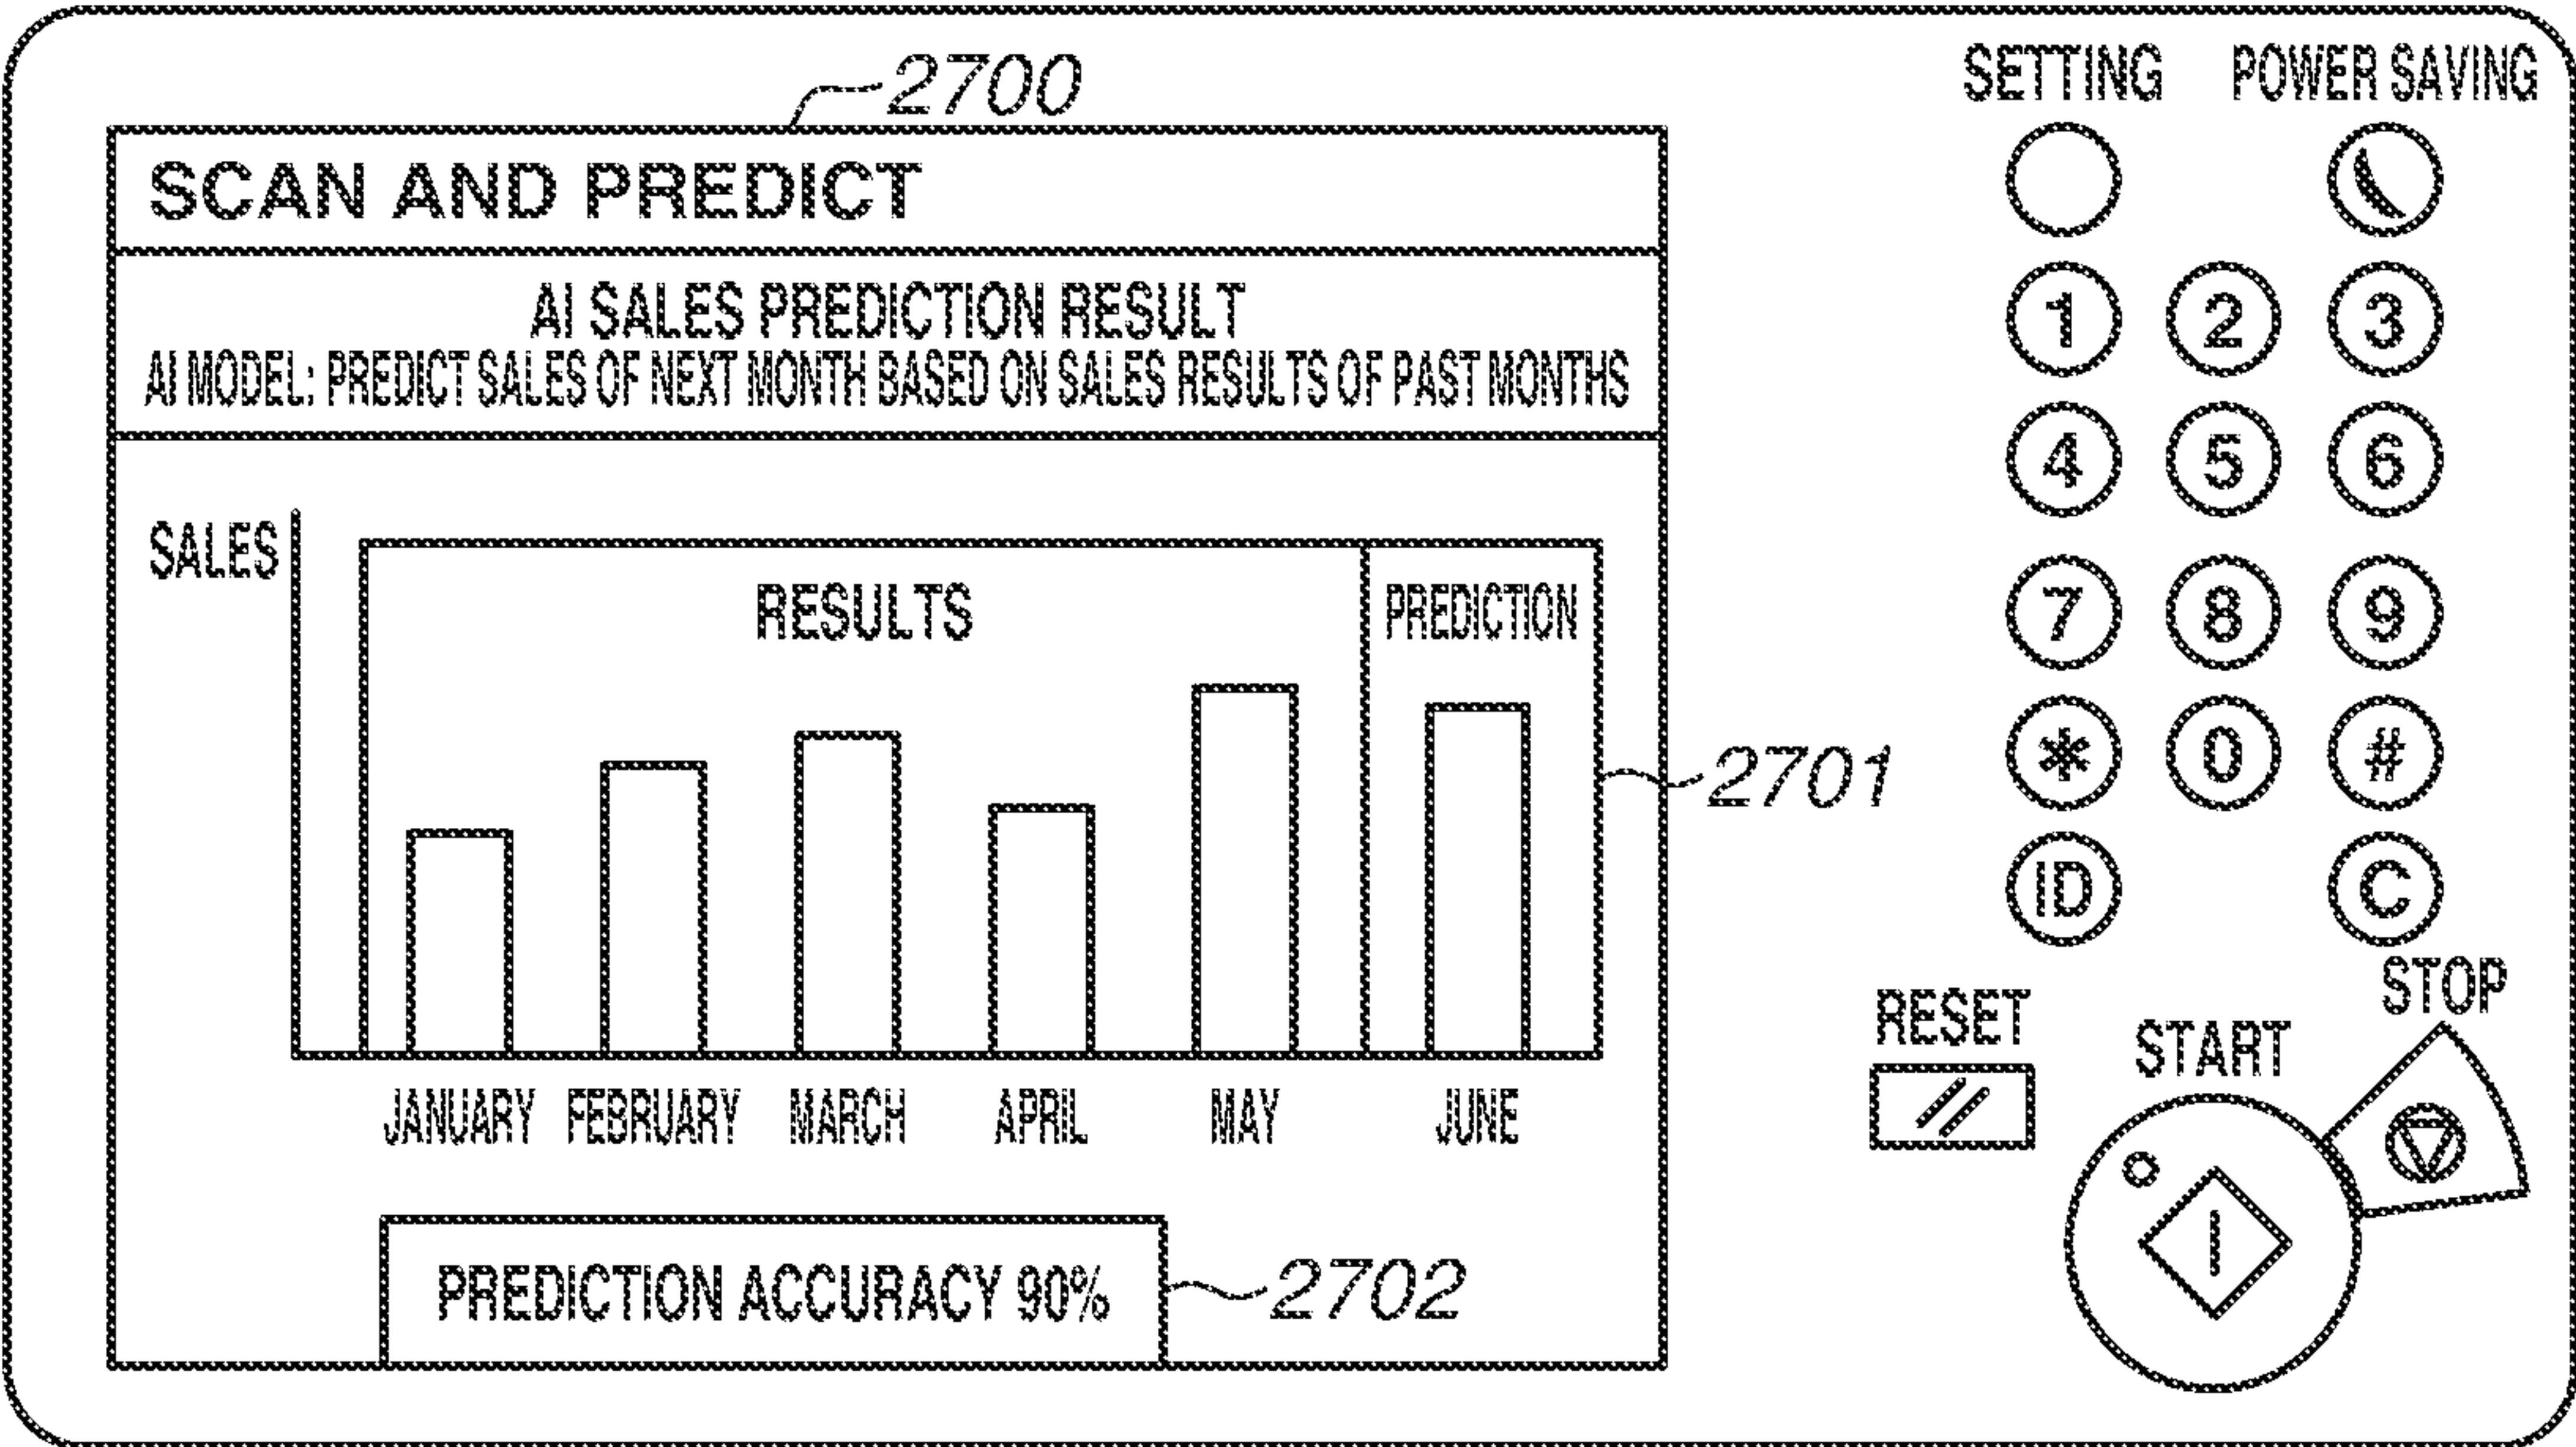 2700
SCAN AND PREDICT
AI SALES PREDICTION RESULT
AI MODEL: PREDICT SALES OF NEXT MONTH BASED ON SALES RESULTS OF PAST MONTHS
SALES
RESULTS
PREDICTION
2701
JANUARY FEBRUARY MARCH APRIL MAY JUNE
PREDICTION ACCURACY 90%
2702
SETTING POWER SAVING
1 2 3
4 5 6
7 8 9
* 0 #
ID C
RESET
START
STOP